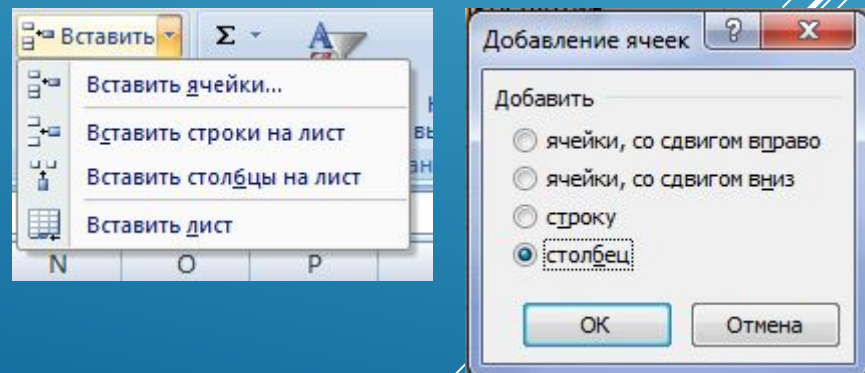 Вставить Σ
Вставить ячейки...
Вставить строки на лист
Вставить столбцы на лист
Вставить лист
N O P
Добавление ячеек
Добавить
ячейки, со сдвигом вправо
ячейки, со сдвигом вниз
строку
столбец
ОК Отмена